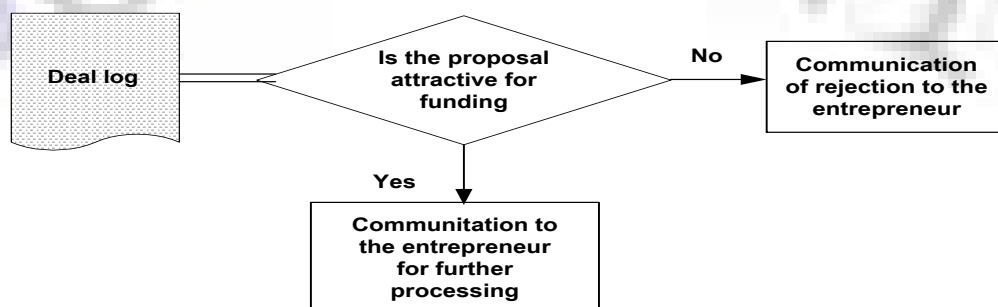 Deal log
Is the proposal
attractive for
funding
No
Communication
of rejection to the
entrepreneur
Yes
Communitation to
the entrepreneur
for further
processing